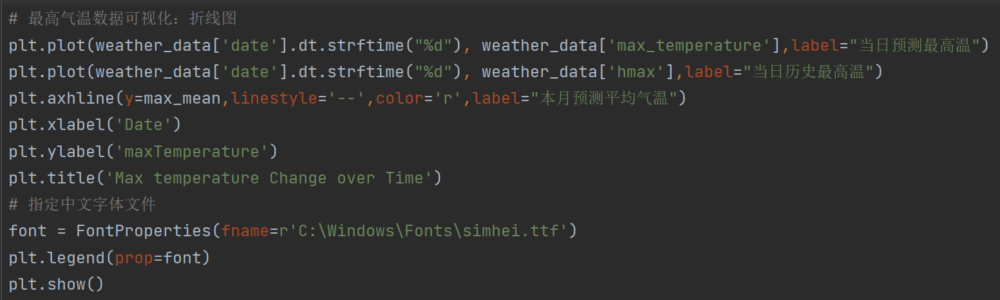 # 最高气温数据可视化：折线图
plt.plot(weather_data['date'].dt.strftime("%d"), weather_data['max_temperature'],label="当日预测最高温")
plt.plot(weather_data['date'].dt.strftime("%d"), weather_data['hmax'],label="当日历史最高温")
plt.axhline(y=max_mean,linestyle='--',color='r',label="本月预测平均气温")
plt.xlabel('Date')
plt.ylabel('maxTemperature')
plt.title('Max temperature Change over Time')
# 指定中文字体文件
font = FontProperties(fname=r'C:\Windows\Fonts\simhei.ttf')
plt.legend(prop=font)
plt.show()